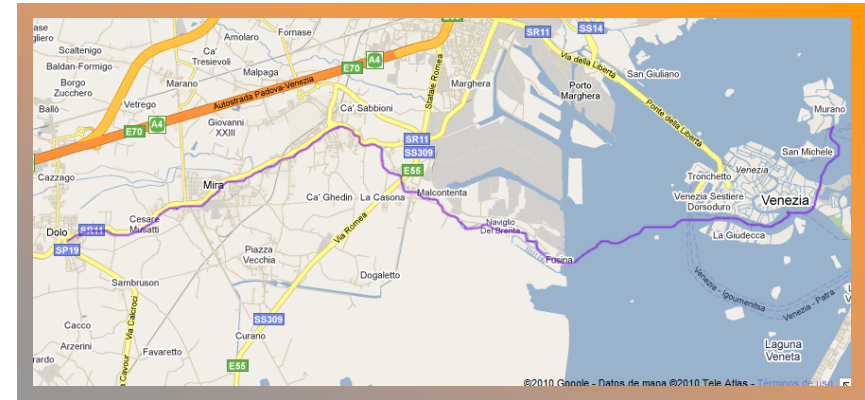 Amolaro
Fornase
Scaltenigo
Ca'
Tresievoli
Baldan-Formigo
Malpaga
Borgo
Zucchero
Marano
Ballò
Vetrego
Giovanni
XXIII
E70
A4
Autostrada Padova-Venezia
E70
A4
Ca' Sabbioni
Statale Romea
Marghera
SR11
SS14
Via della Libertà
San Giuliano
Porto
Marghera
Ponte della Libertà
Murano
San Michele
Venezia
Tronchetto
Venezia Sestiere
Dorsoduro
Venezia
La Giudecca
SR11
SS309
E55
Cazzago
Mira
Ca' Ghedin
La Casona
Malcontenta
Cesare
Musatti
Dolo
SR11
SP19
Via Romea
Naviglio
Del Brenta
Fusina
Piazza
Vecchia
Dogaletto
Sambruson
Via Calcroci
SS309
Curano
E55
Cacco
Arzerini
Favaretto
Venezia - Igoumenitsa
Venezia - Patra
Laguna
Veneta
©2010 Google - Datos de mapa ©2010 Tele Atlas - Términos de uso